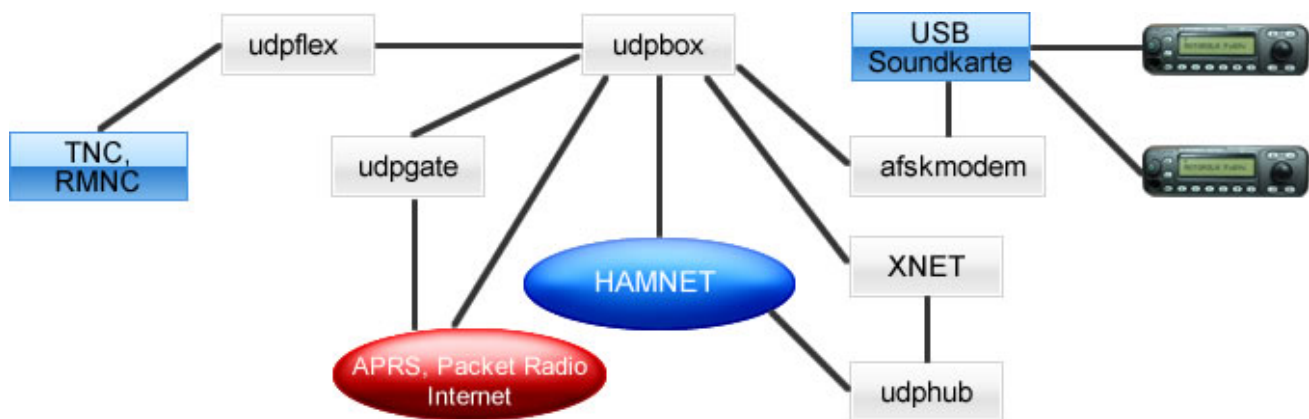 udpflex
udpbox
USB
Soundkarte
TNC,
RMNC
udpgate
afskmodem
HAMNET
XNET
APRS, Packet Radio
Internet
udphub